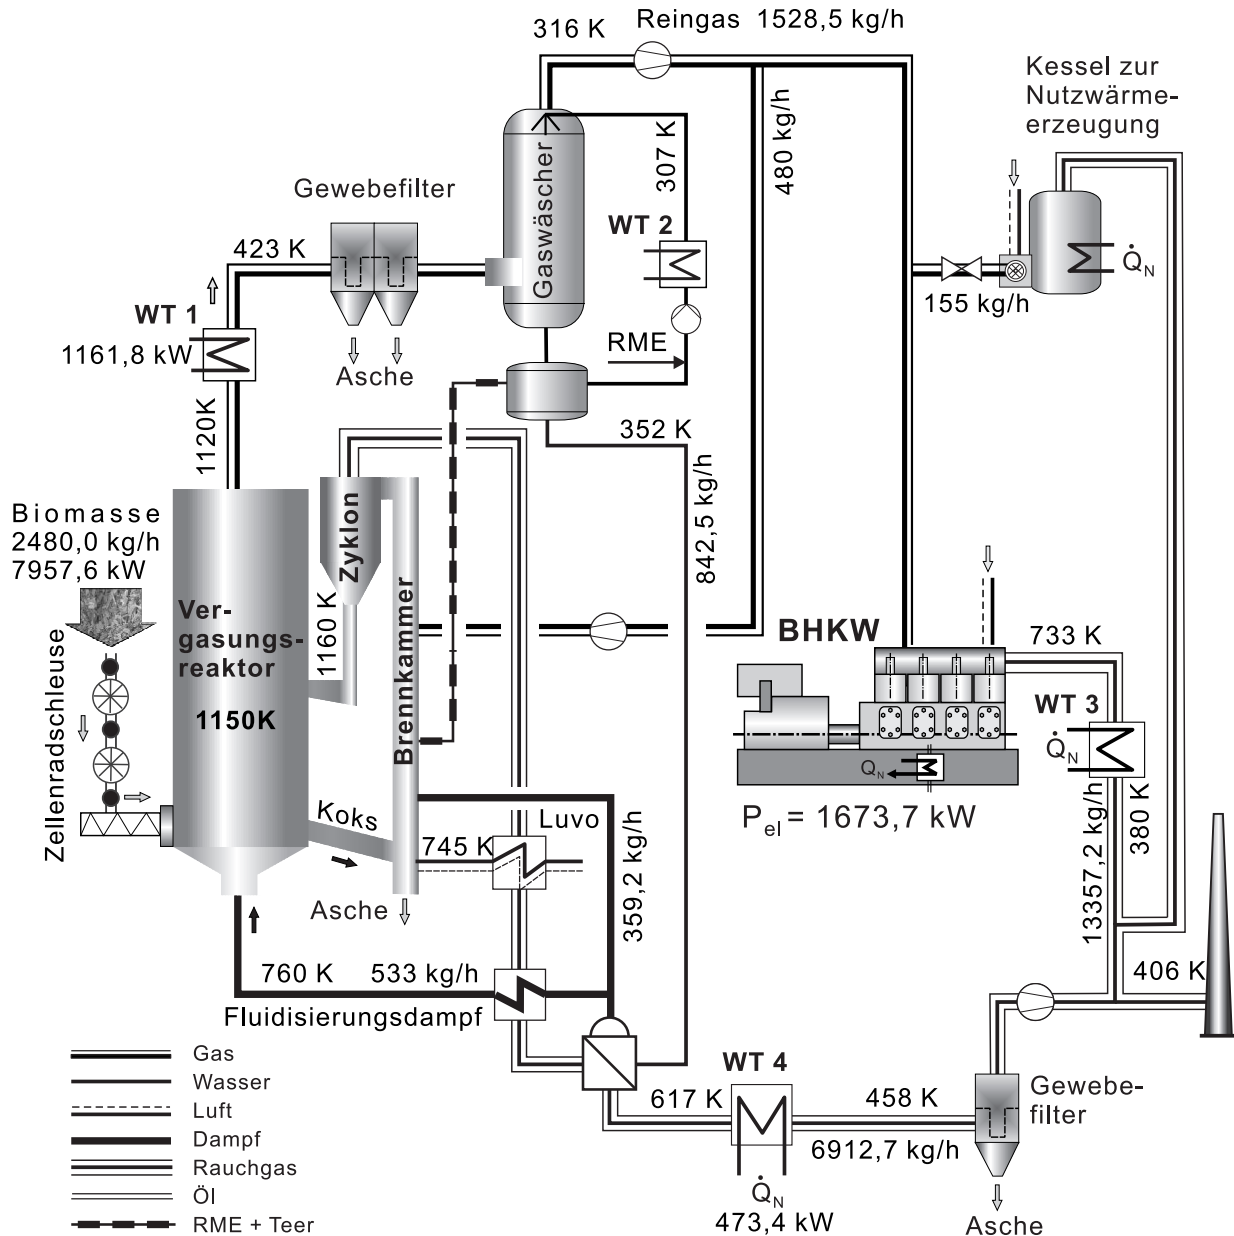 316 K
Reingas 1528,5 kg/h
Kessel zur
Nutzwärme-
erzeugung
480 kg/h
307 K
Gaswäscher
Gewebefilter
WT 2
423 K
Q̇N
155 kg/h
WT 1
1161,8 kW
RME
Asche
1120K
352 K
842,5 kg/h
Biomasse
2480,0 kg/h
7957,6 kW
Zyklon
Ver-
gasungs-
reaktor
1150K
1160 K
Brennkammer
Zellenradschleuse
BHKW
733 K
WT 3
Q̇N
QN
Pel = 1673,7 kW
Koks
745 K
Luvo
359,2 kg/h
13357,2 kg/h
380 K
Asche
760 K
533 kg/h
Fluidisierungsdampf
406 K
Gas
Wasser
Luft
Dampf
Rauchgas
Öl
RME + Teer
WT 4
617 K
458 K
6912,7 kg/h
Q̇N
473,4 kW
Gewebe-
filter
Asche